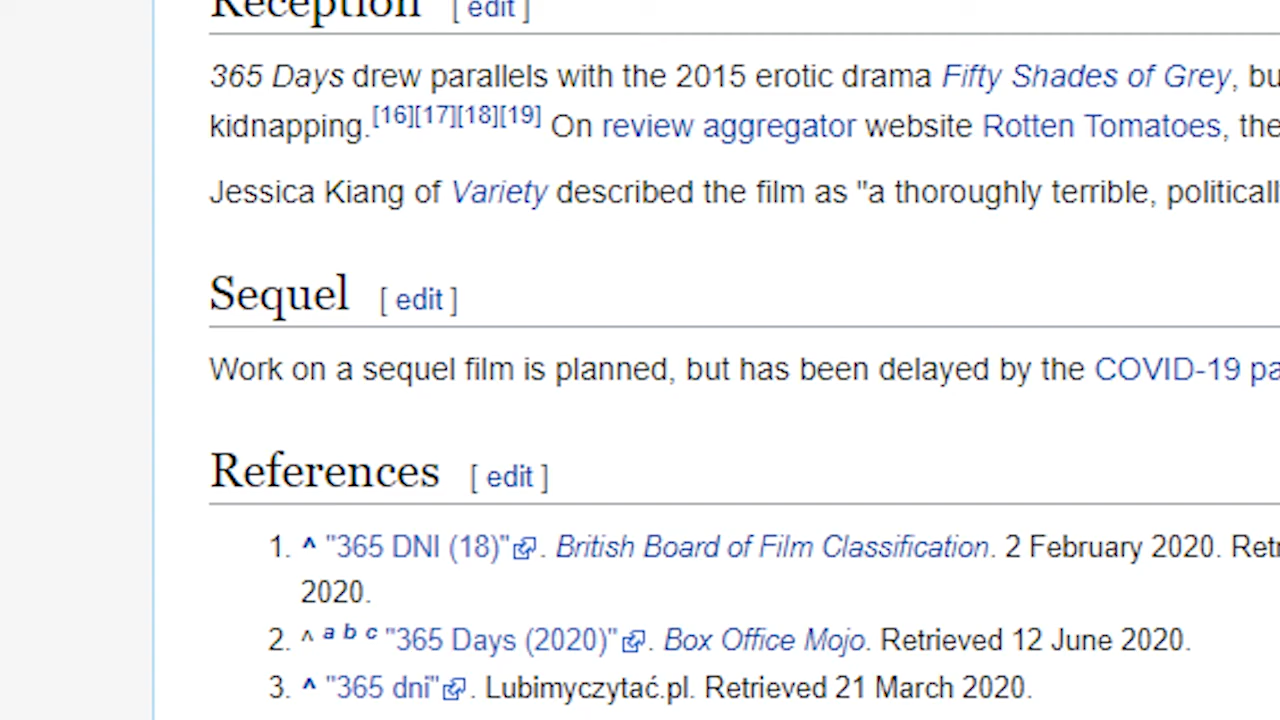 Reception [ edit ]
365 Days drew parallels with the 2015 erotic drama Fifty Shades of Grey, bu
kidnapping.[16][17][18][19] On review aggregator website Rotten Tomatoes, the
Jessica Kiang of Variety described the film as "a thoroughly terrible, politicall
Sequel [ edit ]
Work on a sequel film is planned, but has been delayed by the COVID-19 pa
References [ edit ]
1. ^ "365 DNI (18)". British Board of Film Classification. 2 February 2020. Retr
2020.
2. ^ a b c "365 Days (2020)". Box Office Mojo. Retrieved 12 June 2020.
3. ^ "365 dni". Lubimyczytać.pl. Retrieved 21 March 2020.